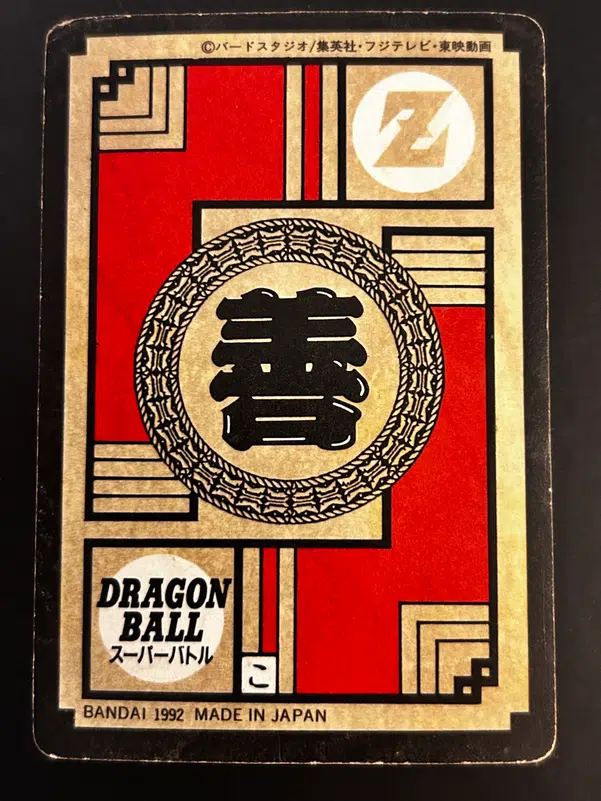 ©バードスタジオ/集英社・フジテレビ・東映動画
Z
善
DRAGON
BALL
スーパーバトル
こ
BANDAI 1992 MADE IN JAPAN